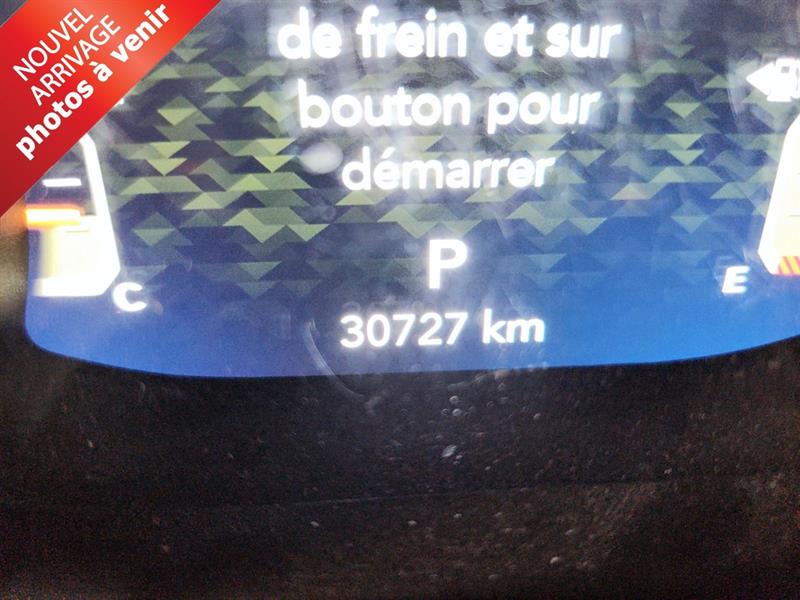 NOUVEL
ARRIVAGE
photos à venir
de frein et sur
bouton pour
démarrer
P
C
E
30727 km